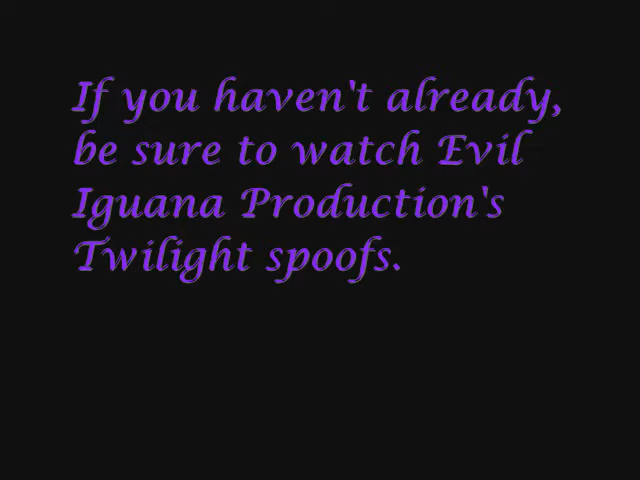 If you haven't already,
be sure to watch Evil
Iguana Production's
Twilight spoofs.